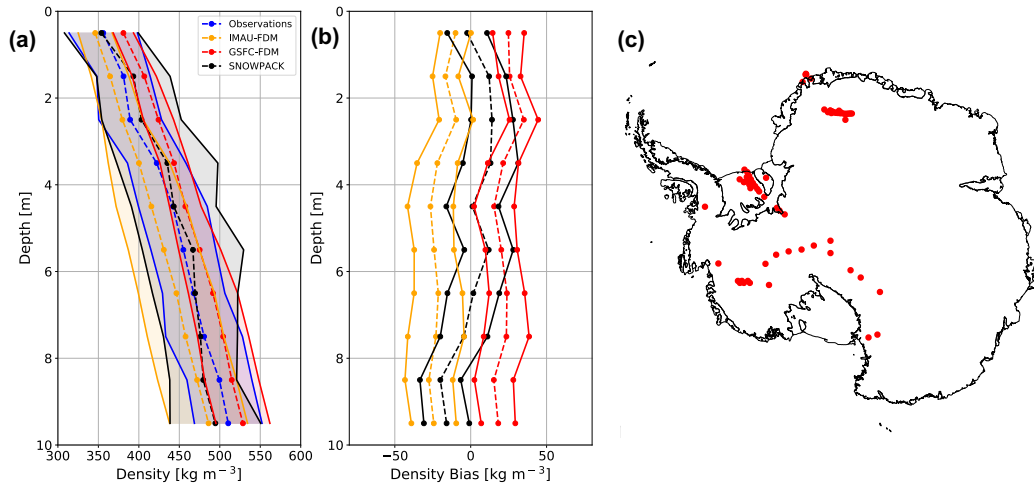 (a)
0
2
4
6
8
10
Depth [m]
300
350
400
450
500
550
600
Density [kg m⁻³]
Observations
IMAU-FDM
GSFC-FDM
SNOWPACK
(b)
0
2
4
6
8
10
Depth [m]
−50
0
50
Density Bias [kg m⁻³]
(c)